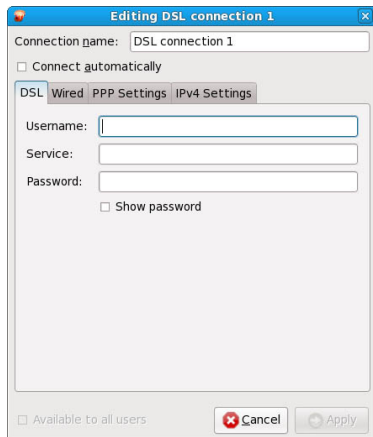 Editing DSL connection 1
Connection name: DSL connection 1
Connect automatically
DSL Wired PPP Settings IPv4 Settings
Username:
Service:
Password:
Show password
Available to all users Cancel Apply